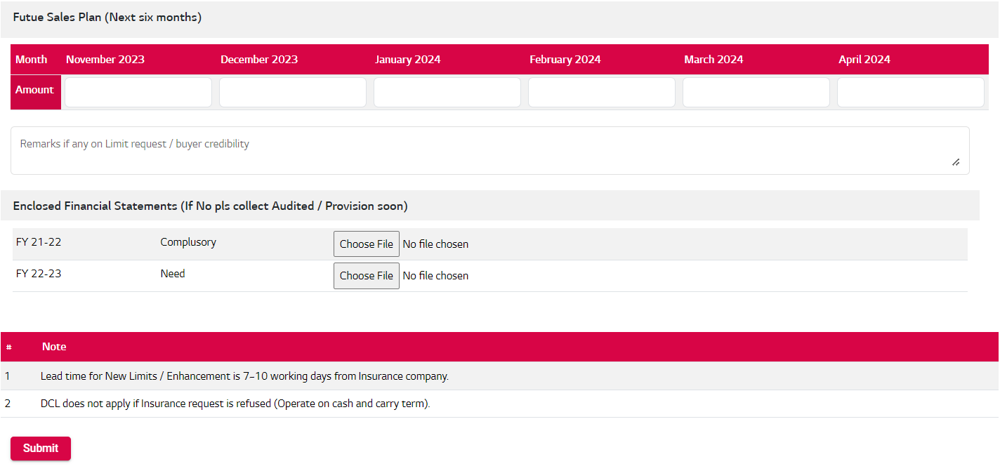 Futue Sales Plan (Next six months)
Month November 2023 December 2023 January 2024 February 2024 March 2024 April 2024
Amount
Remarks if any on Limit request / buyer credibility
Enclosed Financial Statements (If No pls collect Audited / Provision soon)
FY 21-22 Complusory Choose File No file chosen
FY 22-23 Need Choose File No file chosen
# Note
1 Lead time for New Limits / Enhancement is 7-10 working days from Insurance company.
2 DCL does not apply if Insurance request is refused (Operate on cash and carry term).
Submit